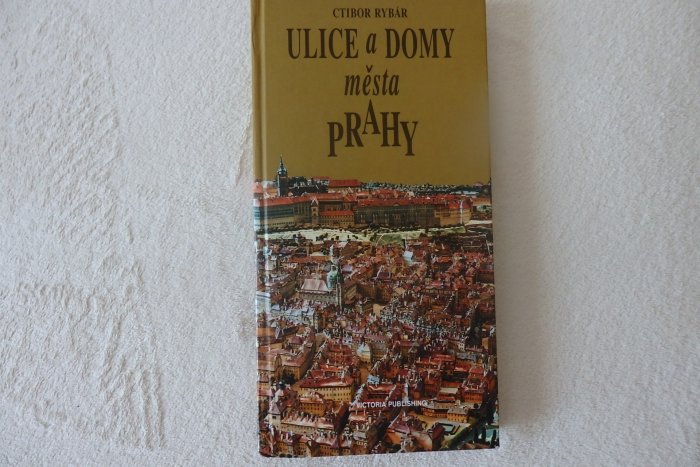 CTIBOR RYBÁR
ULICE a DOMY
města
PRAHY
VICTORIA PUBLISHING